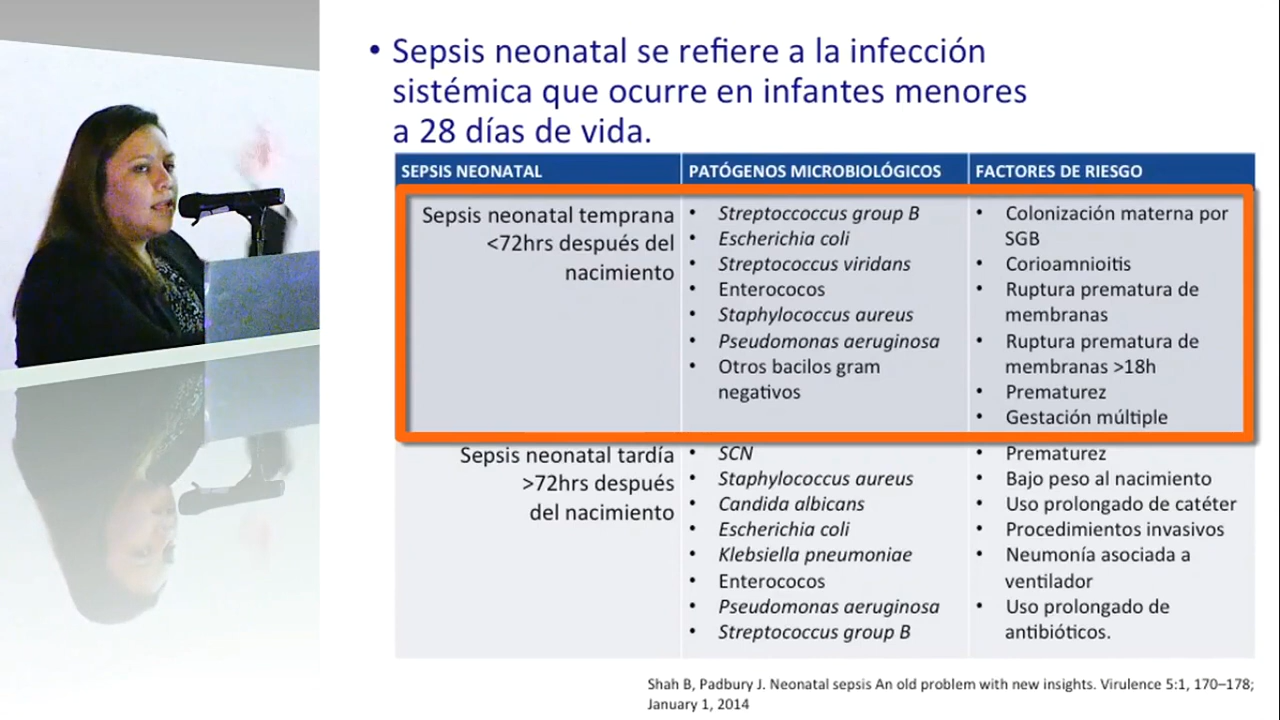 • Sepsis neonatal se refiere a la infección
sistémica que ocurre en infantes menores
a 28 días de vida.
SEPSIS NEONATAL
PATÓGENOS MICROBIOLÓGICOS
FACTORES DE RIESGO
Sepsis neonatal temprana
<72hrs después del
nacimiento
• Streptoccoccus group B
• Escherichia coli
• Streptococcus viridans
• Enterococos
• Staphylococcus aureus
• Pseudomonas aeruginosa
• Otros bacilos gram
negativos
• Colonización materna por
SGB
• Corioamnioitis
• Ruptura prematura de
membranas
• Ruptura prematura de
membranas >18h
• Prematurez
• Gestación múltiple
Sepsis neonatal tardía
>72hrs después
del nacimiento
• SCN
• Staphylococcus aureus
• Candida albicans
• Escherichia coli
• Klebsiella pneumoniae
• Enterococos
• Pseudomonas aeruginosa
• Streptococcus group B
• Prematurez
• Bajo peso al nacimiento
• Uso prolongado de catéter
• Procedimientos invasivos
• Neumonía asociada a
ventilador
• Uso prolongado de
antibióticos.
Shah B, Padbury J. Neonatal sepsis An old problem with new insights. Virulence 5:1, 170–178;
January 1, 2014